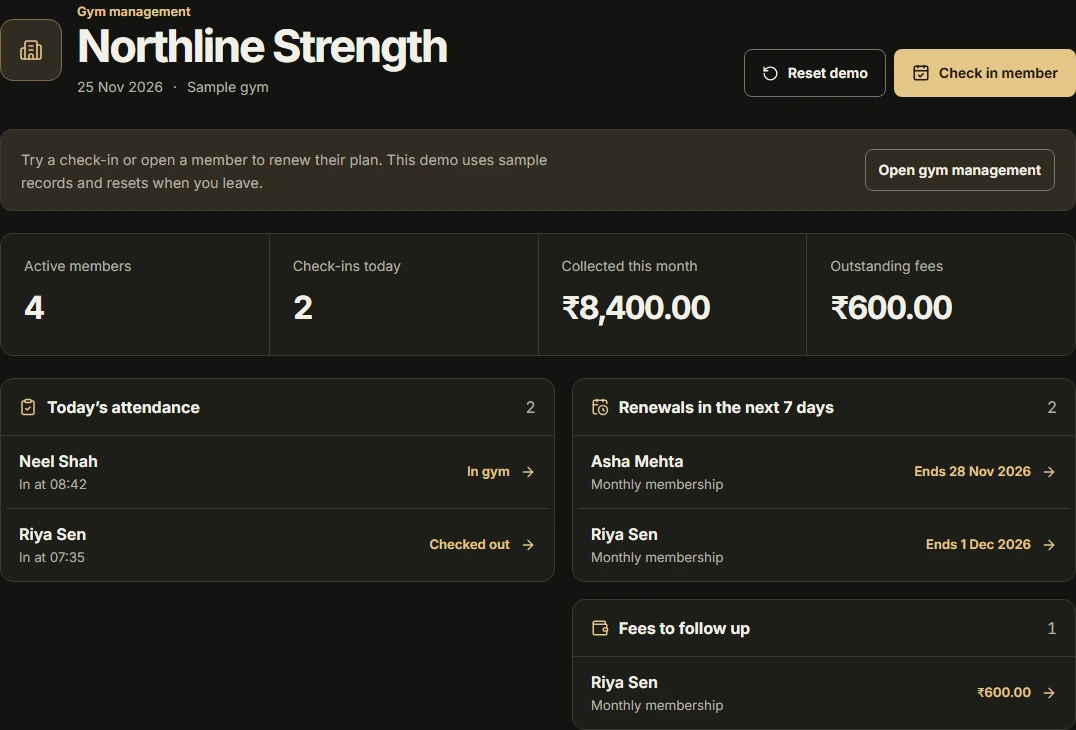 Gym management
Northline Strength
25 Nov 2026 · Sample gym
Reset demo
Check in member
Try a check-in or open a member to renew their plan. This demo uses sample
records and resets when you leave.
Open gym management
Active members
4
Check-ins today
2
Collected this month
₹8,400.00
Outstanding fees
₹600.00
Today’s attendance
2
Neel Shah
In at 08:42
In gym
Riya Sen
In at 07:35
Checked out
Renewals in the next 7 days
2
Asha Mehta
Monthly membership
Ends 28 Nov 2026
Riya Sen
Monthly membership
Ends 1 Dec 2026
Fees to follow up
1
Riya Sen
Monthly membership
₹600.00